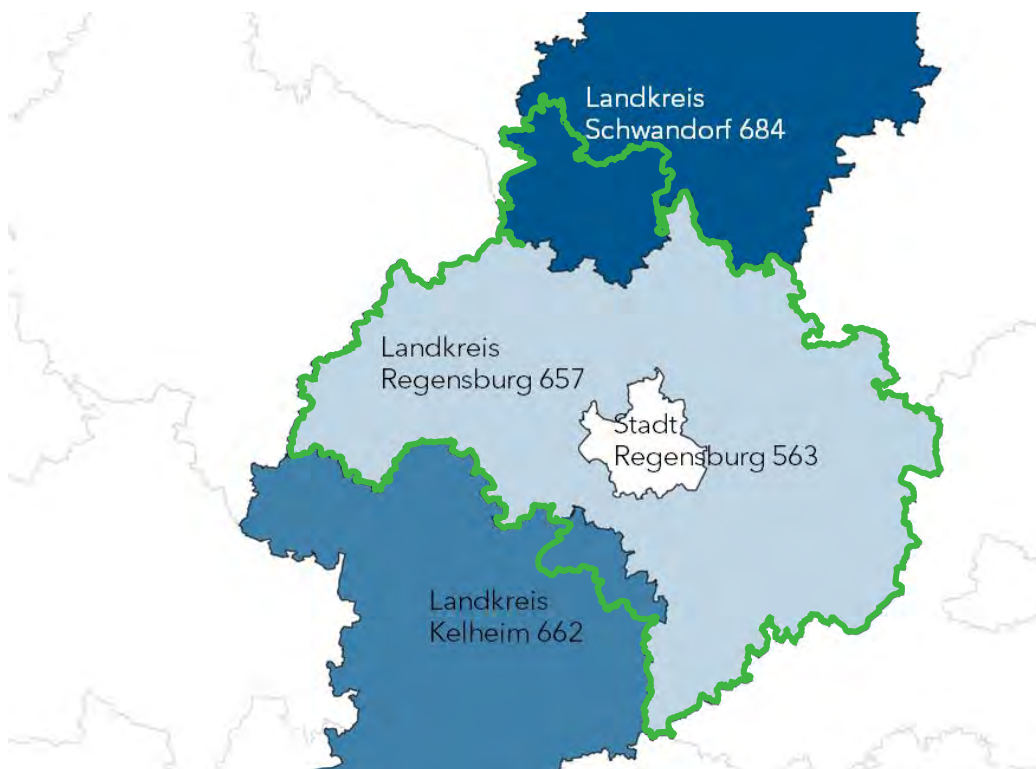 Landkreis
Schwandorf 684
Landkreis
Regensburg 657
Stadt
Regensburg 563
Landkreis
Kelheim 662